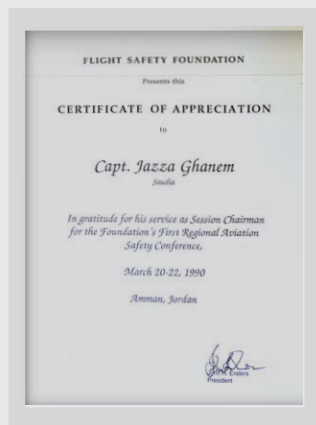 FLIGHT SAFETY FOUNDATION
Presents this
CERTIFICATE OF APPRECIATION
to
Capt. Jazza Ghanem
Saudia
In gratitude for his service as Session Chairman
for the Foundation's First Regional Aviation
Safety Conference,
March 20-22, 1990
Amman, Jordan
Enders
President